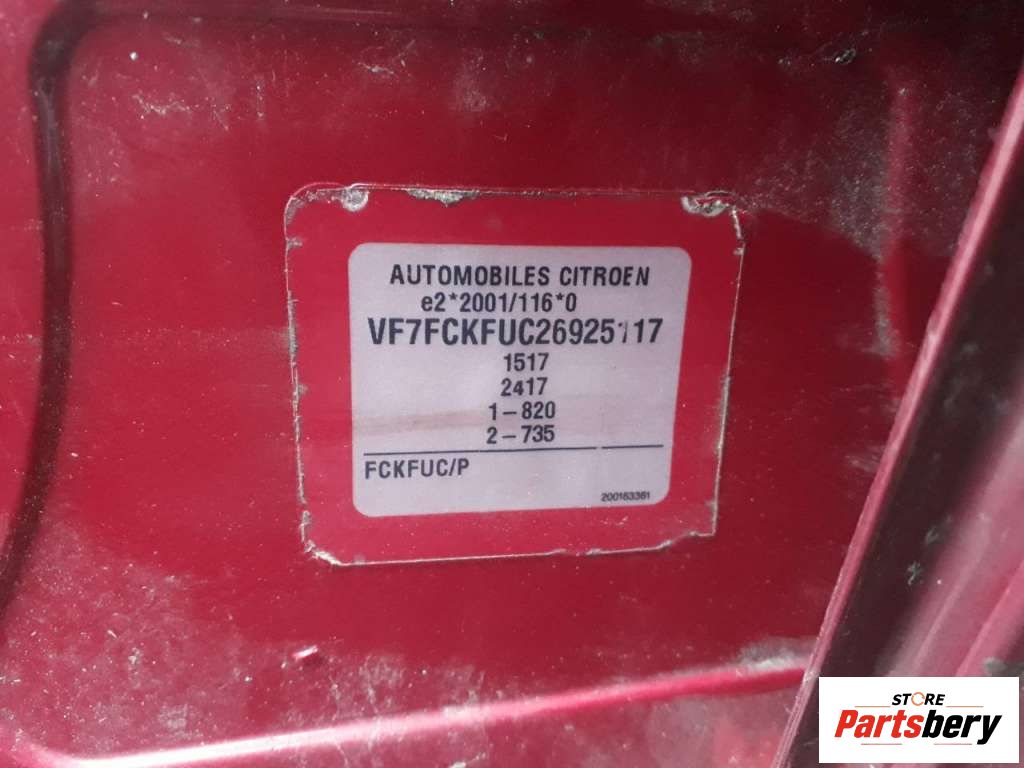 AUTOMOBILES CITROEN
e2*2001/116*0
VF7FCKFUC26925117
1517
2417
1-820
2-735
FCKFUC/P
200163361
STORE
Partsbery